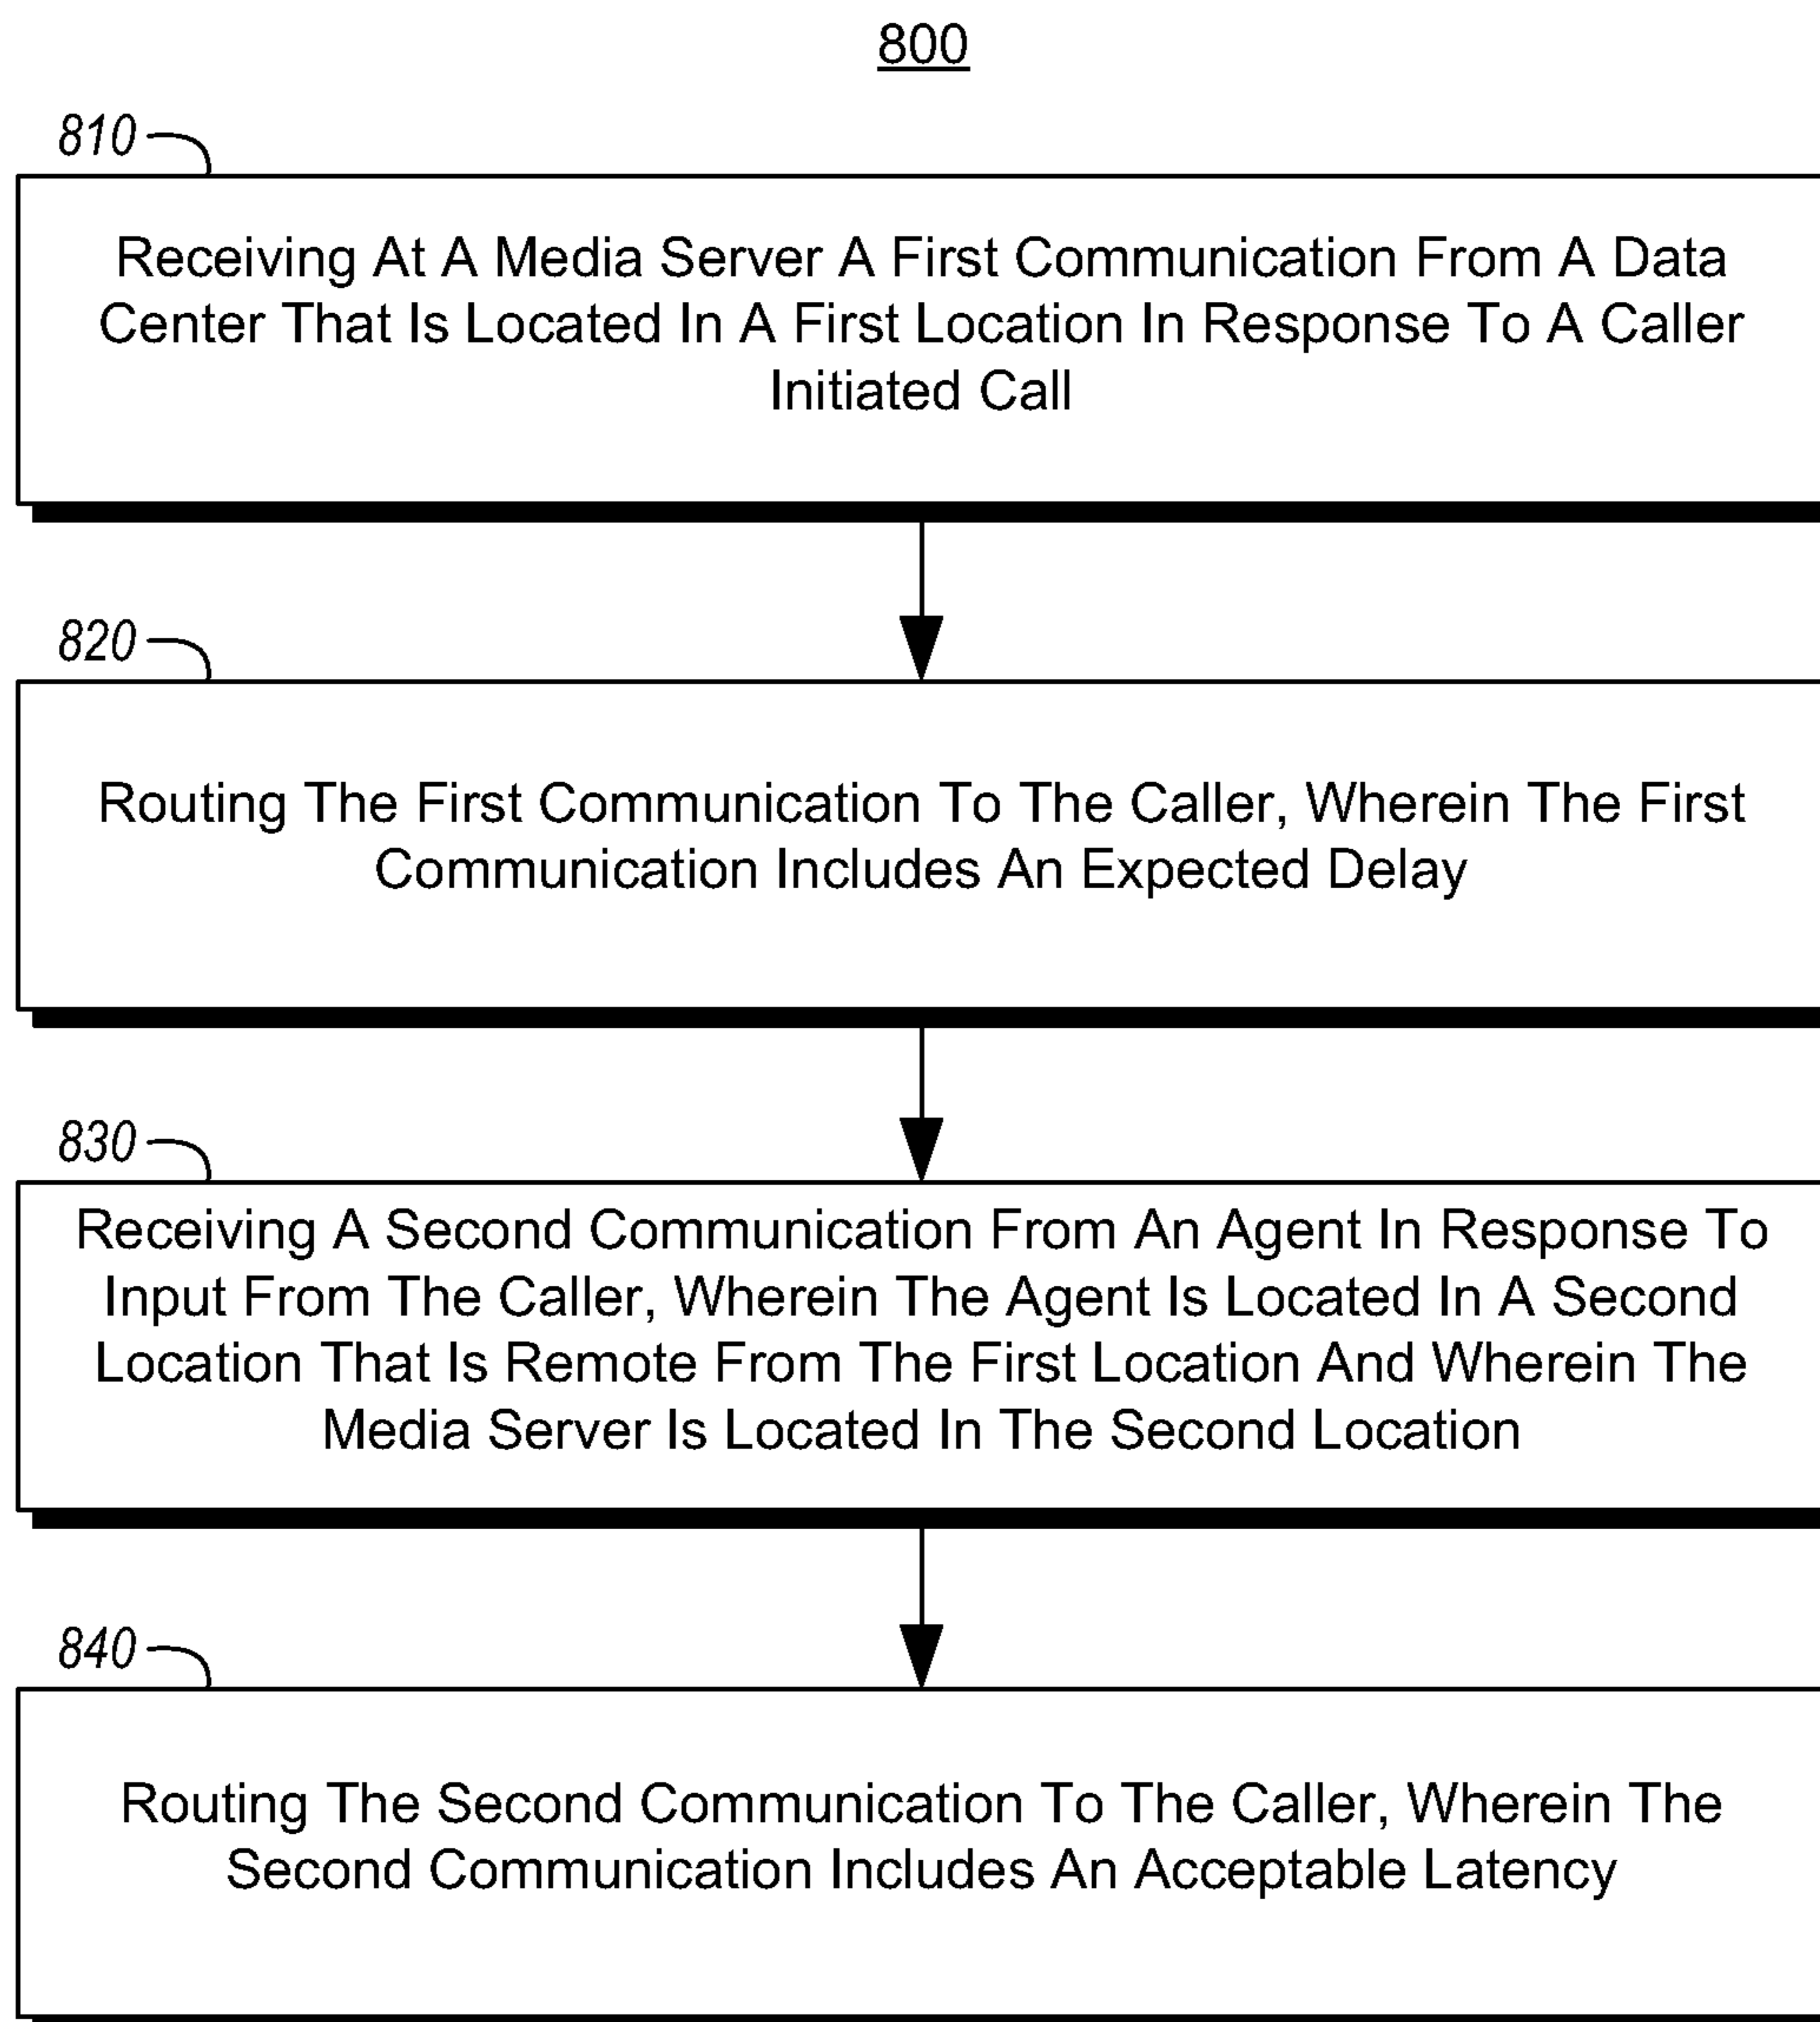 800
810
Receiving At A Media Server A First Communication From A Data
Center That Is Located In A First Location In Response To A Caller
Initiated Call
820
Routing The First Communication To The Caller, Wherein The First
Communication Includes An Expected Delay
830
Receiving A Second Communication From An Agent In Response To
Input From The Caller, Wherein The Agent Is Located In A Second
Location That Is Remote From The First Location And Wherein The
Media Server Is Located In The Second Location
840
Routing The Second Communication To The Caller, Wherein The
Second Communication Includes An Acceptable Latency